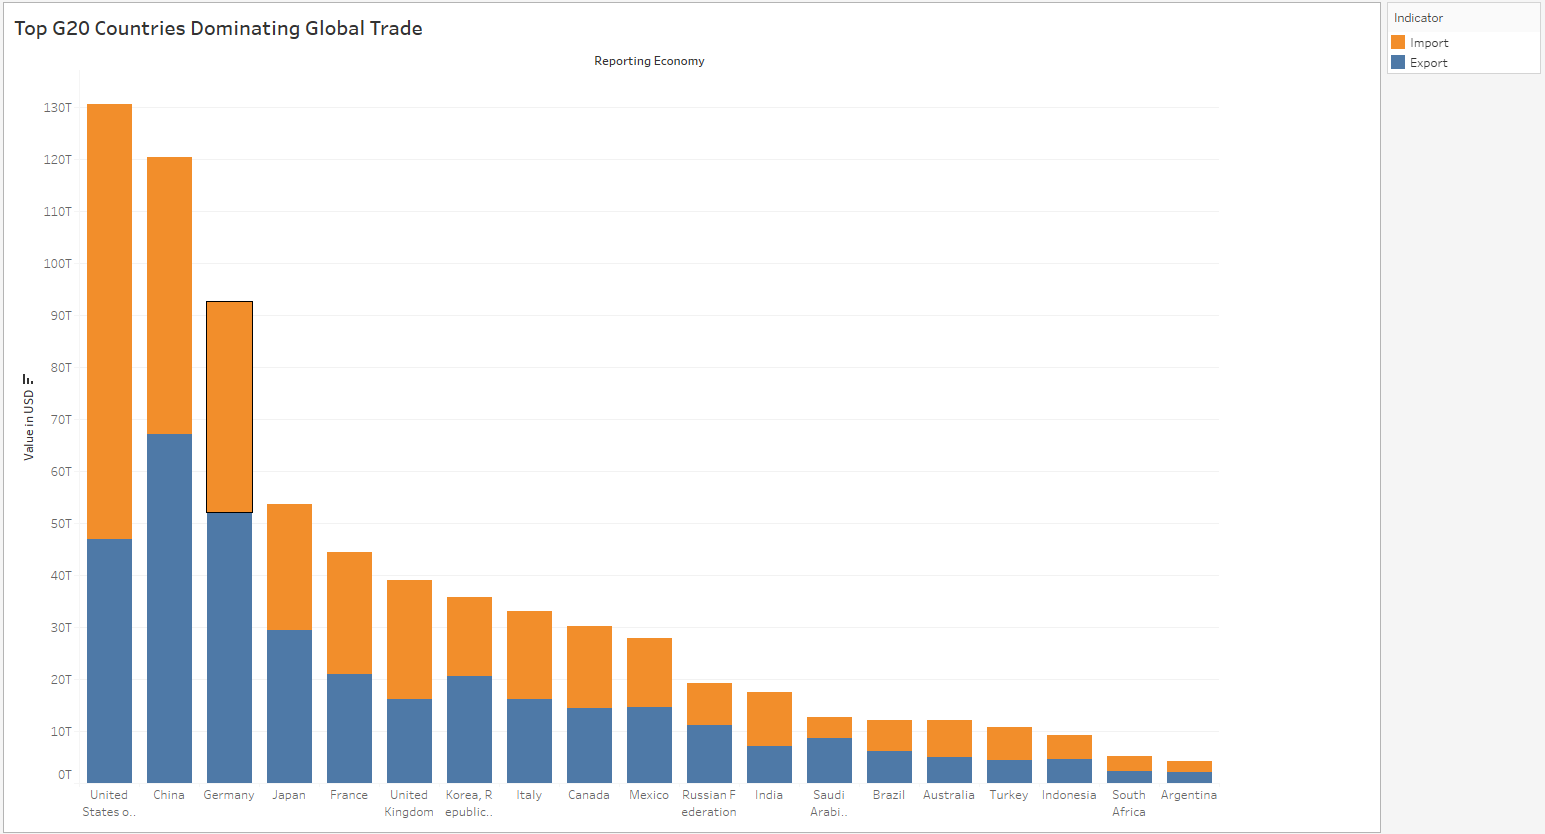 Top G20 Countries Dominating Global Trade
Reporting Economy
Indicator
Import
Export
Value in USD
130T
120T
110T
100T
90T
80T
70T
60T
50T
40T
30T
20T
10T
0T
United
States o..
China
Germany
Japan
France
United
Kingdom
Korea, R
epublic..
Italy
Canada
Mexico
Russian F
ederation
India
Saudi
Arabi..
Brazil
Australia
Turkey
Indonesia
South
Africa
Argentina